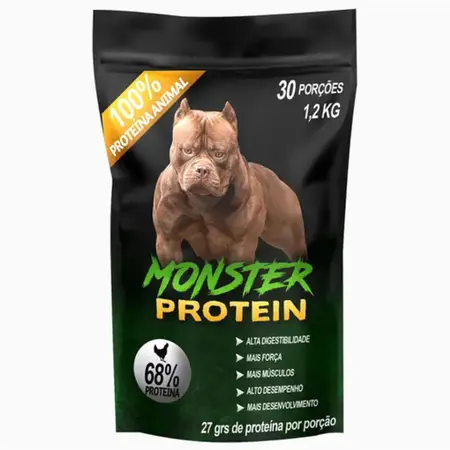 100%
PROTEÍNA ANIMAL
30 PORÇÕES
1,2 KG
MONSTER
PROTEIN
68%
PROTEÍNA
ALTA DIGESTIBILIDADE
MAIS FORÇA
MAIS MÚSCULOS
ALTO DESEMPENHO
MAIS DESENVOLVIMENTO
27 grs de proteína por porção